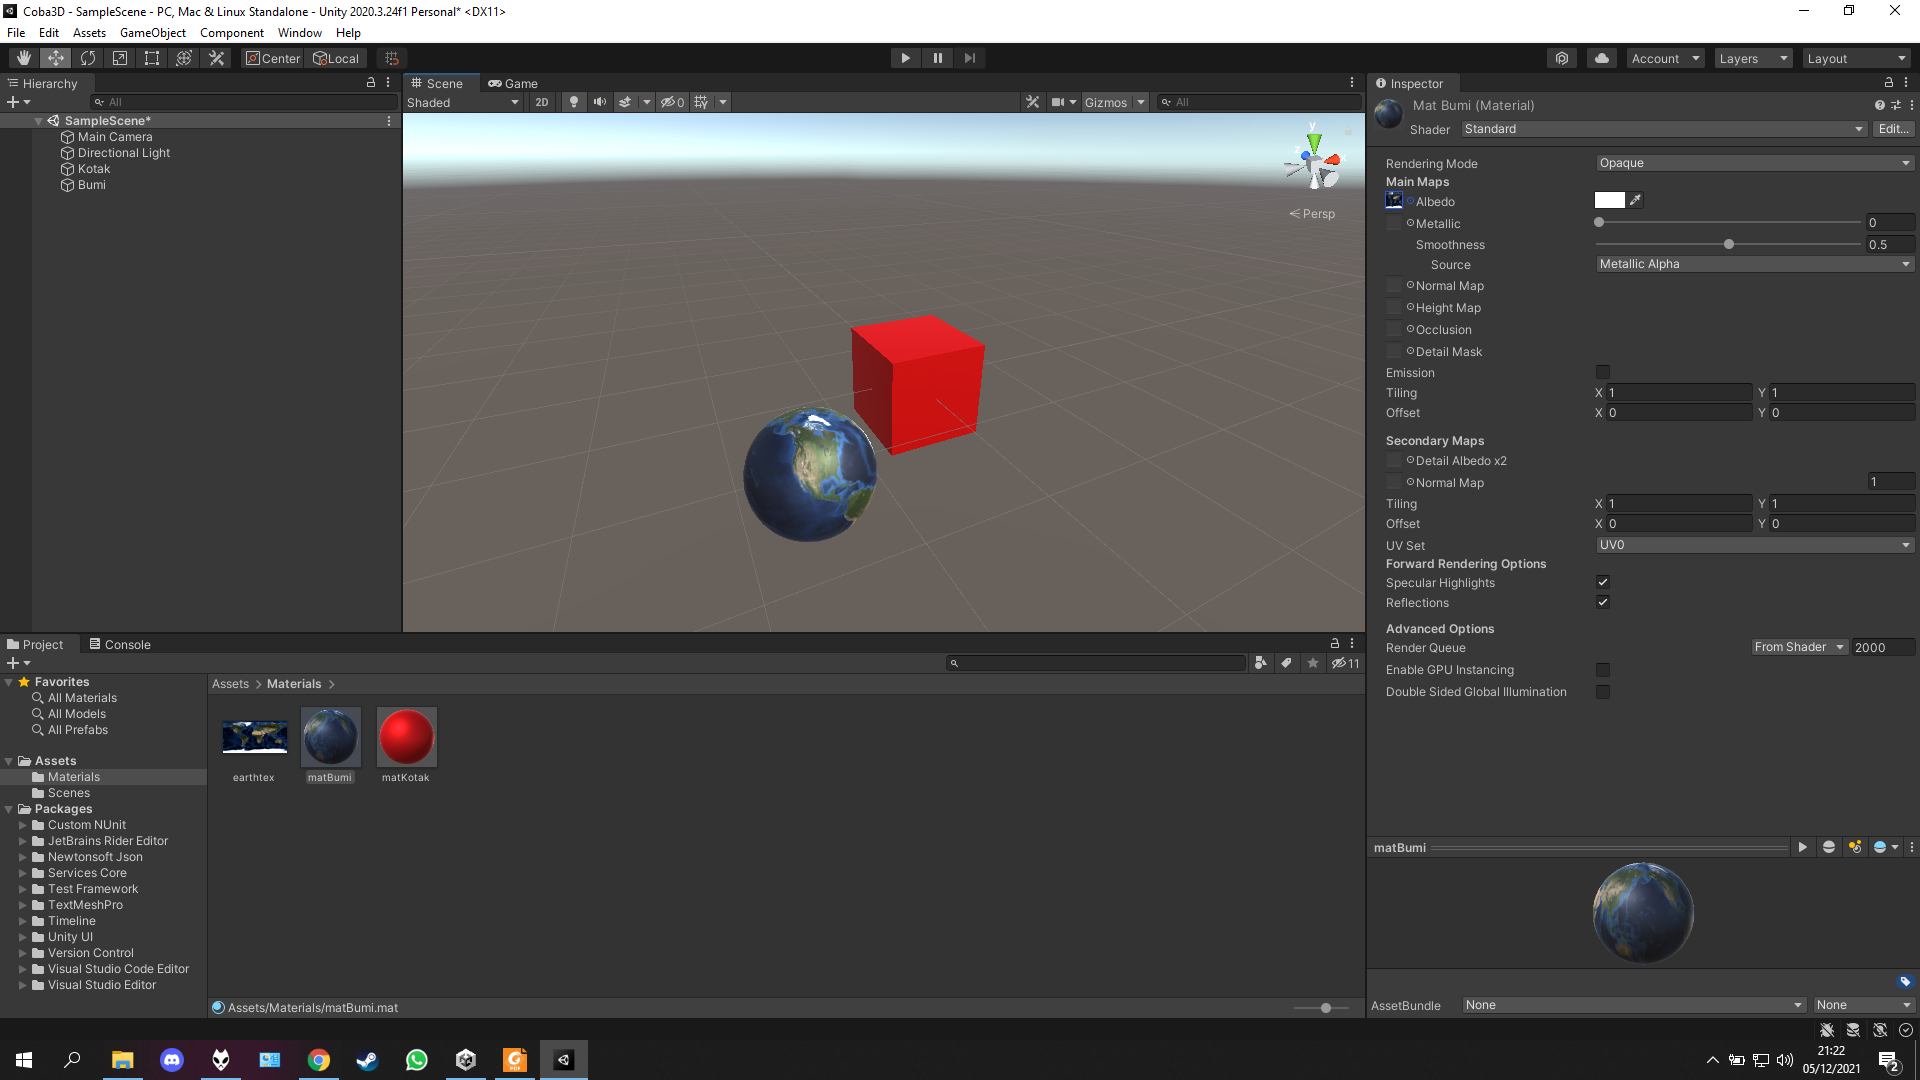 Coba3D - SampleScene - PC, Mac & Linux Standalone - Unity 2020.3.24f1 Personal* <DX11>
File Edit Assets GameObject Component Window Help
Center Local Account Layers Layout
Hierarchy
All
SampleScene*
Main Camera
Directional Light
Kotak
Bumi
Scene Game
Shaded 2D 0 Gizmos All
y
z x
Persp
Inspector
Mat Bumi (Material)
Shader Standard Edit...
Rendering Mode Opaque
Main Maps
Albedo
Metallic 0
Smoothness 0.5
Source Metallic Alpha
Normal Map
Height Map
Occlusion
Detail Mask
Emission
Tiling X 1 Y 1
Offset X 0 Y 0
Secondary Maps
Detail Albedo x2
Normal Map 1
Tiling X 1 Y 1
Offset X 0 Y 0
UV Set UV0
Forward Rendering Options
Specular Highlights
Reflections
Advanced Options
Render Queue From Shader 2000
Enable GPU Instancing
Double Sided Global Illumination
matBumi
AssetBundle None None
Project Console
11
Favorites
All Materials
All Models
All Prefabs
Assets
Materials
Scenes
Packages
Custom NUnit
JetBrains Rider Editor
Newtonsoft Json
Services Core
Test Framework
TextMeshPro
Timeline
Unity UI
Version Control
Visual Studio Code Editor
Visual Studio Editor
Assets > Materials >
earthtex matBumi matKotak
Assets/Materials/matBumi.mat
PDF
21:22
05/12/2021
2